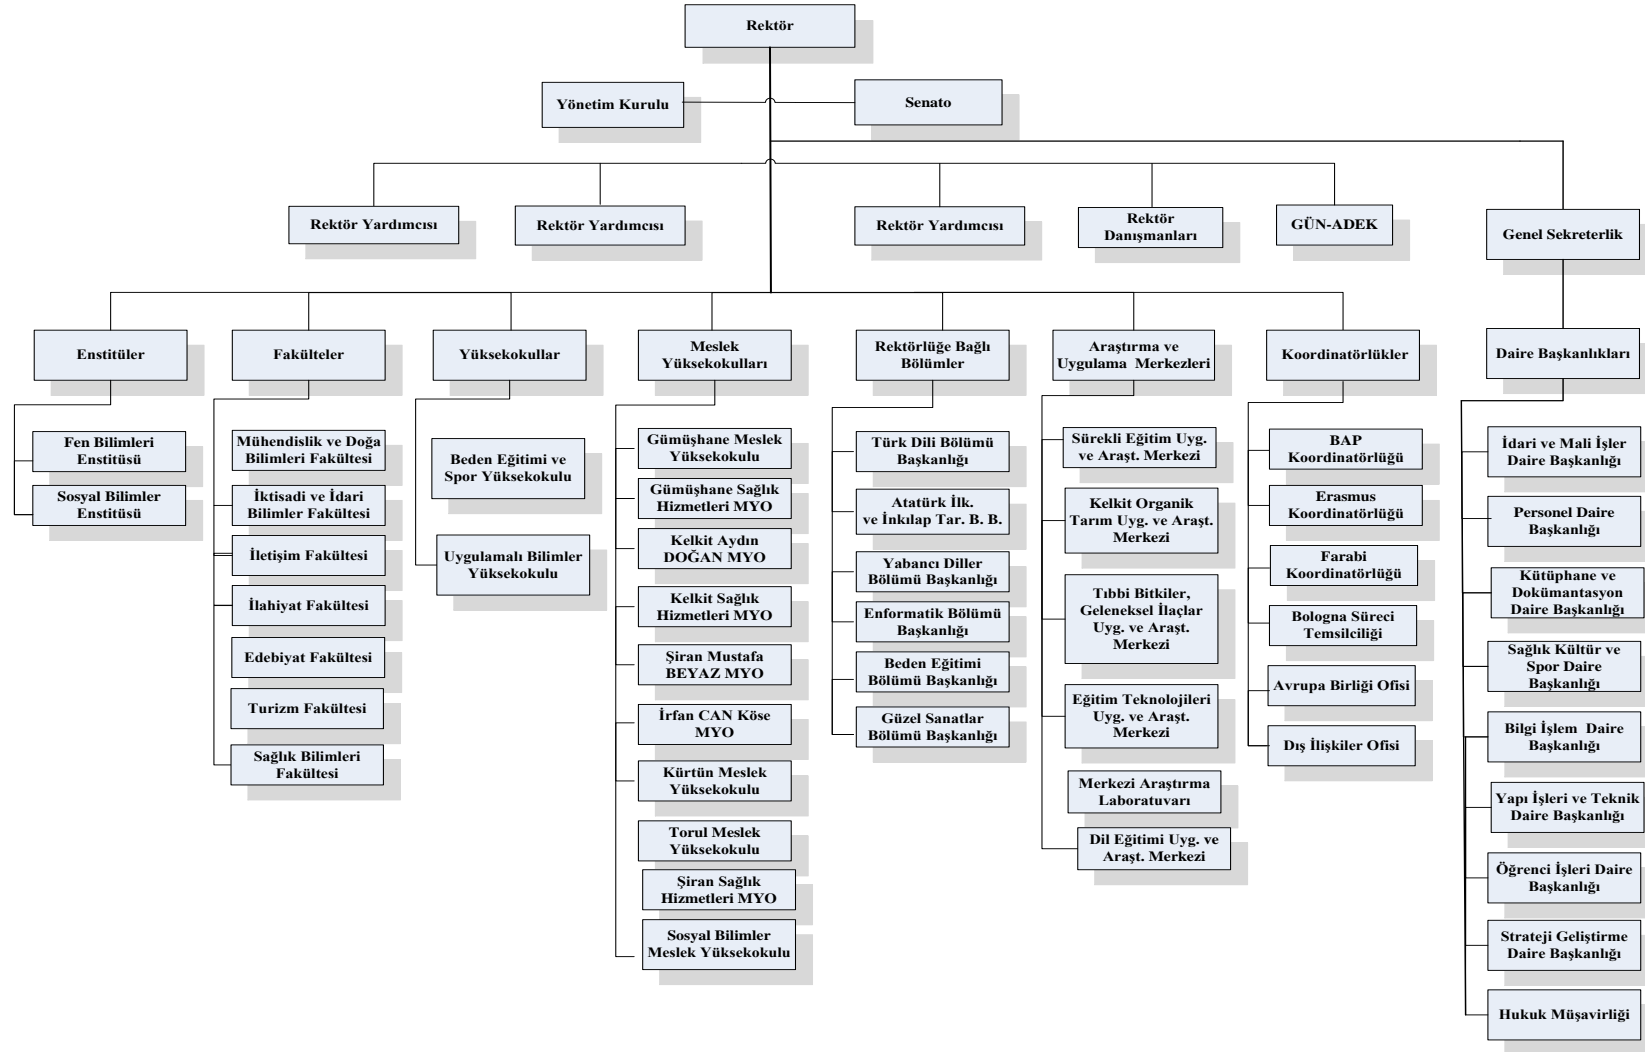 Rektör
Yönetim Kurulu
Senato
Rektör Yardımcısı
Rektör Yardımcısı
Rektör Yardımcısı
Rektör
Danışmanları
GÜN-ADEK
Genel Sekreterlik
Enstitüler
Fakülteler
Yüksekokullar
Meslek
Yüksekokulları
Rektörlüğe Bağlı
Bölümler
Araştırma ve
Uygulama Merkezleri
Koordinatörlükler
Daire Başkanlıkları
Fen Bilimleri
Enstitüsü
Sosyal Bilimler
Enstitüsü
Mühendislik ve Doğa
Bilimleri Fakültesi
İktisadi ve İdari
Bilimler Fakültesi
İletişim Fakültesi
İlahiyat Fakültesi
Edebiyat Fakültesi
Turizm Fakültesi
Sağlık Bilimleri
Fakültesi
Beden Eğitimi ve
Spor Yüksekokulu
Uygulamalı Bilimler
Yüksekokulu
Gümüşhane Meslek
Yüksekokulu
Gümüşhane Sağlık
Hizmetleri MYO
Kelkit Aydın
DOĞAN MYO
Kelkit Sağlık
Hizmetleri MYO
Şiran Mustafa
BEYAZ MYO
İrfan CAN Köse
MYO
Kürtün Meslek
Yüksekokulu
Torul Meslek
Yüksekokulu
Şiran Sağlık
Hizmetleri MYO
Sosyal Bilimler
Meslek Yüksekokulu
Türk Dili Bölümü
Başkanlığı
Atatürk İlk.
ve İnkılap Tar. B. B.
Yabancı Diller
Bölümü Başkanlığı
Enformatik Bölümü
Başkanlığı
Beden Eğitimi
Bölümü Başkanlığı
Güzel Sanatlar
Bölümü Başkanlığı
Sürekli Eğitim Uyg.
ve Araşt. Merkezi
Kelkit Organik
Tarım Uyg. ve Araşt.
Merkezi
Tıbbi Bitkiler,
Geleneksel İlaçlar
Uyg. ve Araşt.
Merkezi
Eğitim Teknolojileri
Uyg. ve Araşt.
Merkezi
Merkezi Araştırma
Laboratuvarı
Dil Eğitimi Uyg. ve
Araşt. Merkezi
BAP
Koordinatörlüğü
Erasmus
Koordinatörlüğü
Farabi
Koordinatörlüğü
Bologna Süreci
Temsilciliği
Avrupa Birliği Ofisi
Dış İlişkiler Ofisi
İdari ve Mali İşler
Daire Başkanlığı
Personel Daire
Başkanlığı
Kütüphane ve
Dokümantasyon
Daire Başkanlığı
Sağlık Kültür ve
Spor Daire
Başkanlığı
Bilgi İşlem Daire
Başkanlığı
Yapı İşleri ve Teknik
Daire Başkanlığı
Öğrenci İşleri Daire
Başkanlığı
Strateji Geliştirme
Daire Başkanlığı
Hukuk Müşavirliği